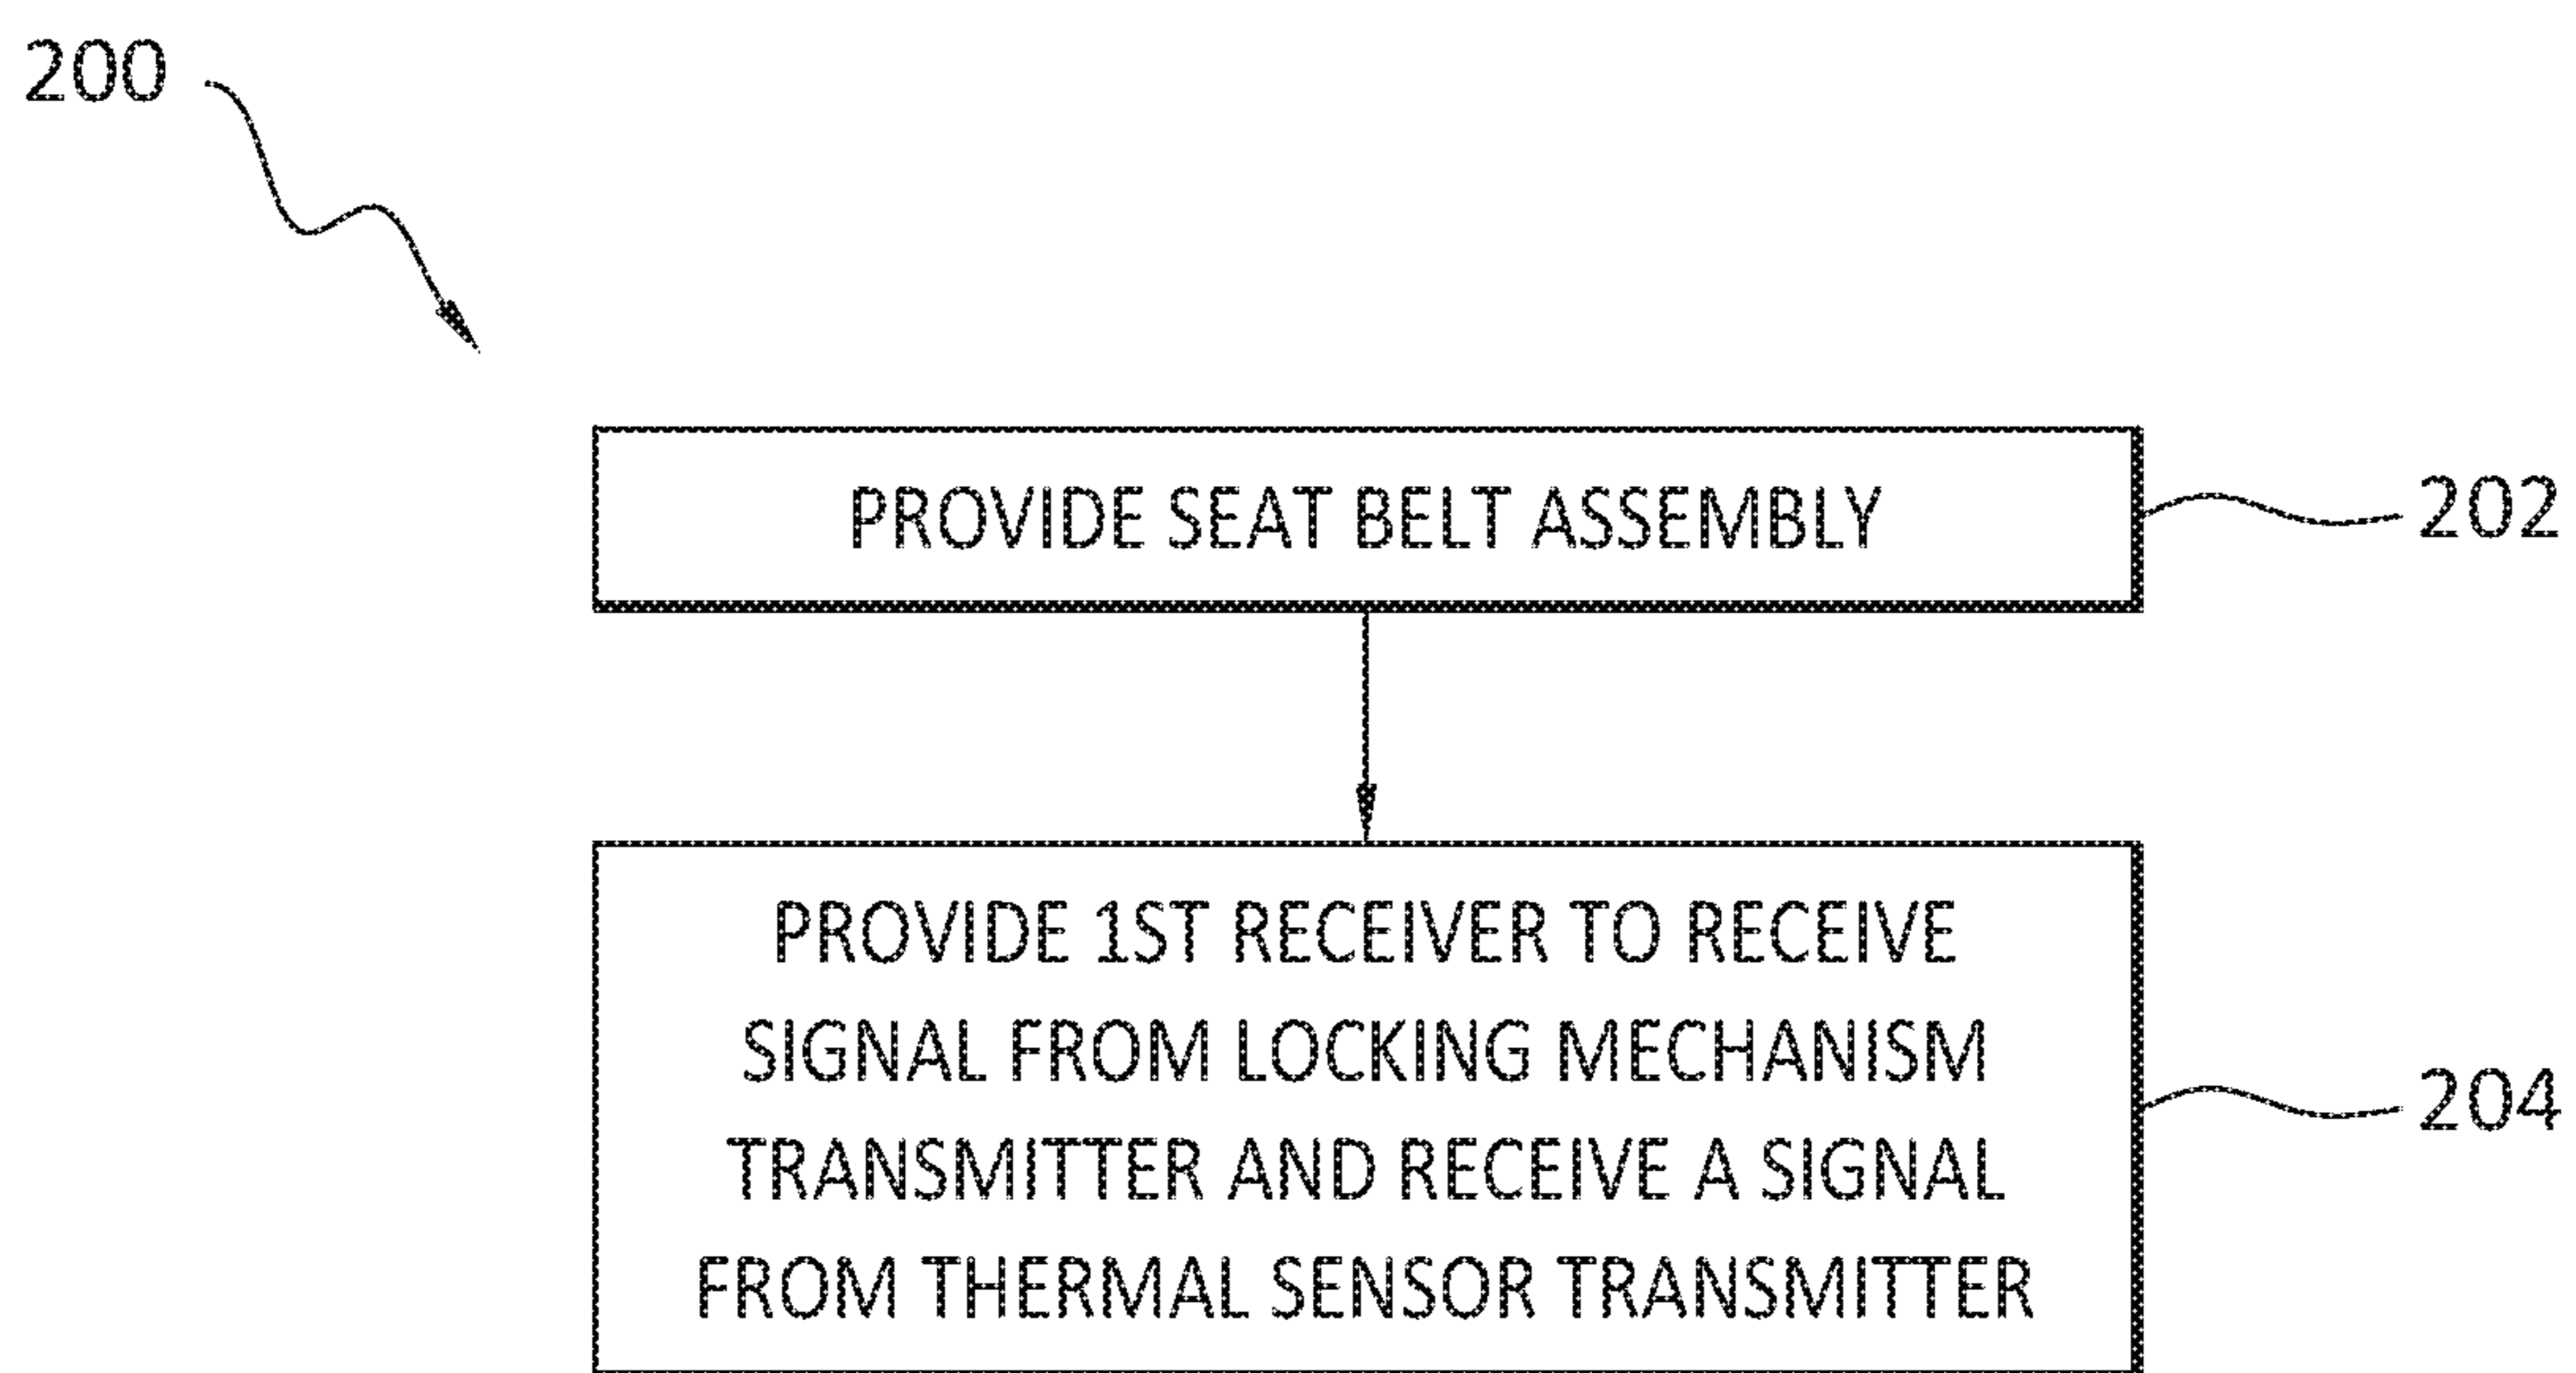 200
PROVIDE SEAT BELT ASSEMBLY
202
PROVIDE 1ST RECEIVER TO RECEIVE
SIGNAL FROM LOCKING MECHANISM
TRANSMITTER AND RECEIVE A SIGNAL
FROM THERMAL SENSOR TRANSMITTER
204